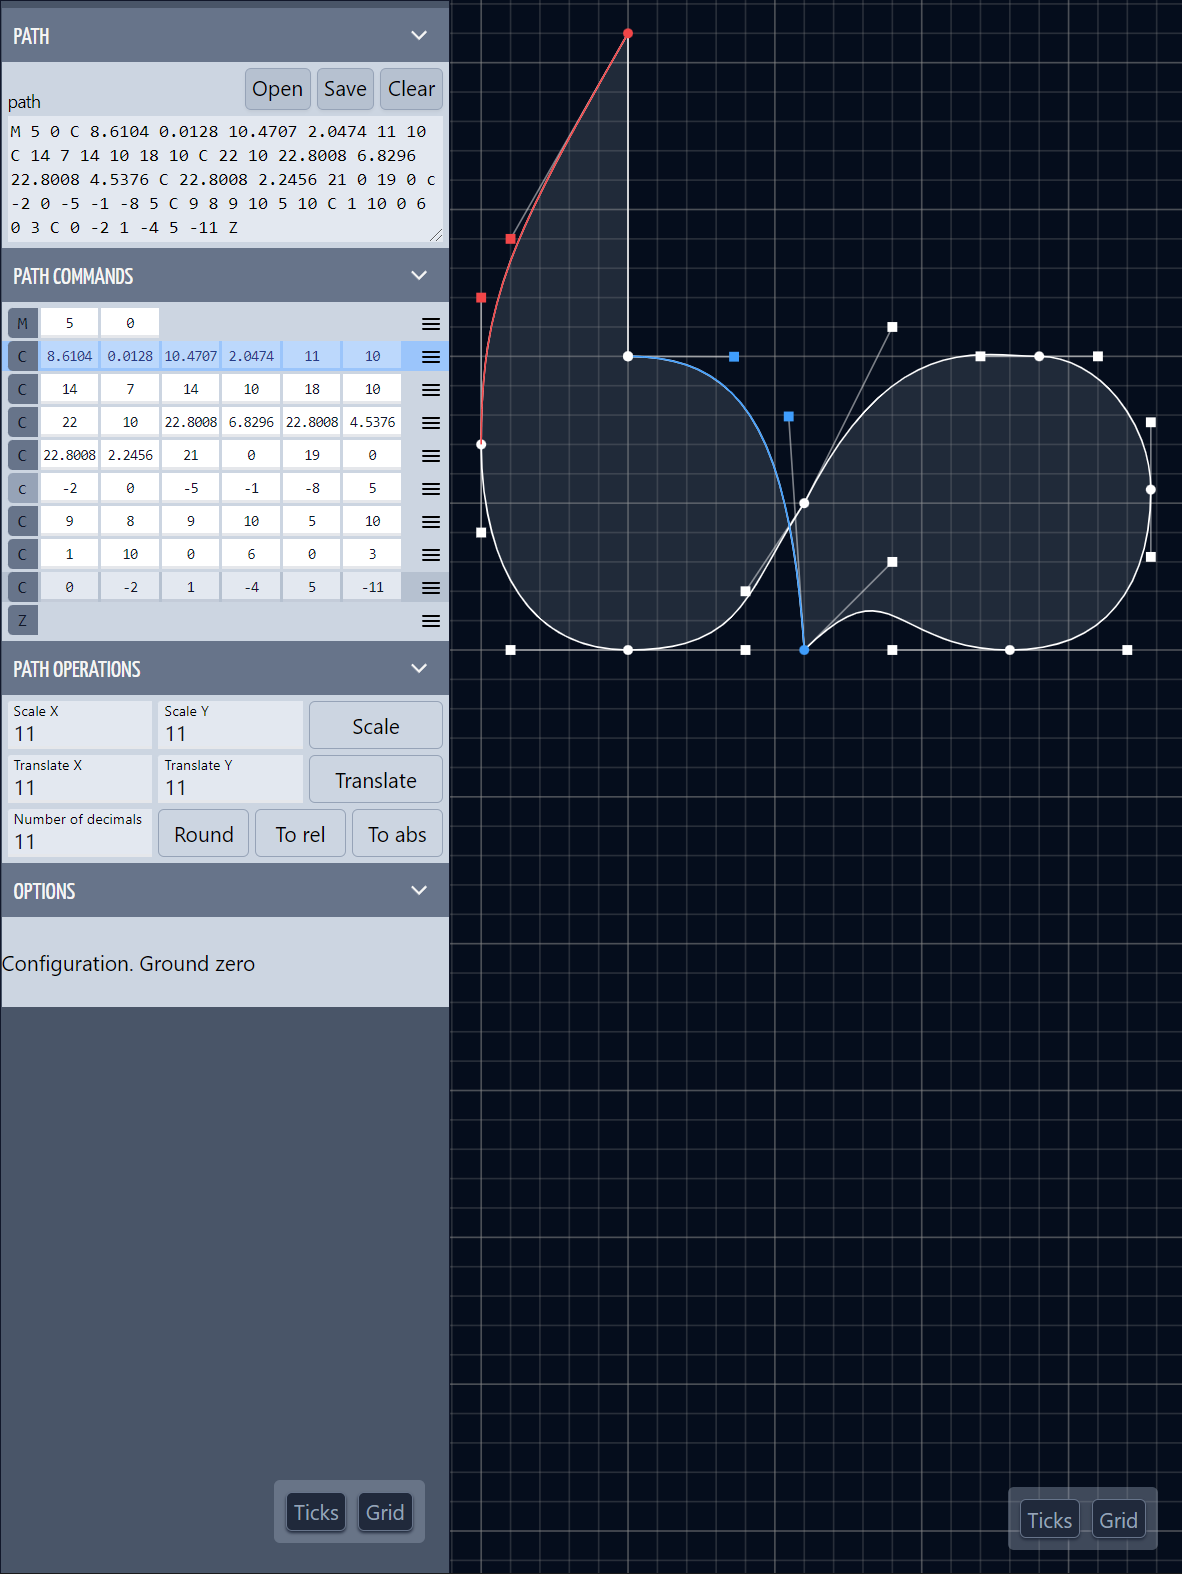 PATH
path
Open Save Clear
M 5 0 C 8.6104 0.0128 10.4707 2.0474 11 10
C 14 7 14 10 18 10 C 22 10 22.8008 6.8296
22.8008 4.5376 C 22.8008 2.2456 21 0 19 0 c
-2 0 -5 -1 -8 5 C 9 8 9 10 5 10 C 1 10 0 6
0 3 C 0 -2 1 -4 5 -11 Z
PATH COMMANDS
M 5 0
C 8.6104 0.0128 10.4707 2.0474 11 10
C 14 7 14 10 18 10
C 22 10 22.8008 6.8296 22.8008 4.5376
C 22.8008 2.2456 21 0 19 0
c -2 0 -5 -1 -8 5
C 9 8 9 10 5 10
C 1 10 0 6 0 3
C 0 -2 1 -4 5 -11
Z
PATH OPERATIONS
Scale X
11
Scale Y
11
Scale
Translate X
11
Translate Y
11
Translate
Number of decimals
11
Round To rel To abs
OPTIONS
Configuration. Ground zero
Ticks Grid
Ticks Grid